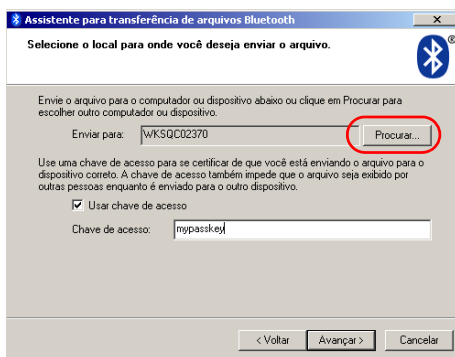 Assistente para transferência de arquivos Bluetooth
Selecione o local para onde você deseja enviar o arquivo.
®
Envie o arquivo para o computador ou dispositivo abaixo ou clique em Procurar para
escolher outro computador ou dispositivo.
Enviar para: WKSQC02370 Procurar...
Use uma chave de acesso para se certificar de que você está enviando o arquivo para o
dispositivo correto. A chave de acesso também impede que o arquivo seja exibido por
outras pessoas enquanto é enviado para o outro dispositivo.
Usar chave de acesso
Chave de acesso: mypasskey
< Voltar Avançar > Cancelar